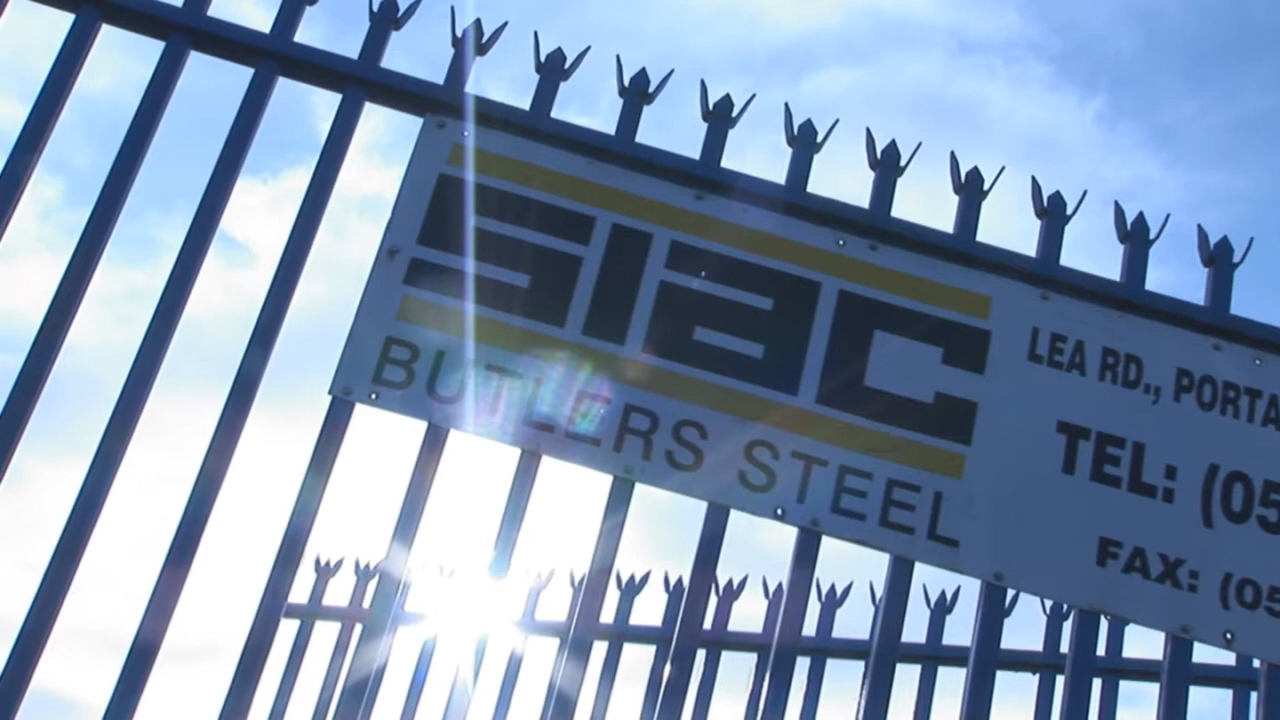 SIAC
BUTLERS STEEL
LEA RD., PORTA
TEL: (05
FAX: (05